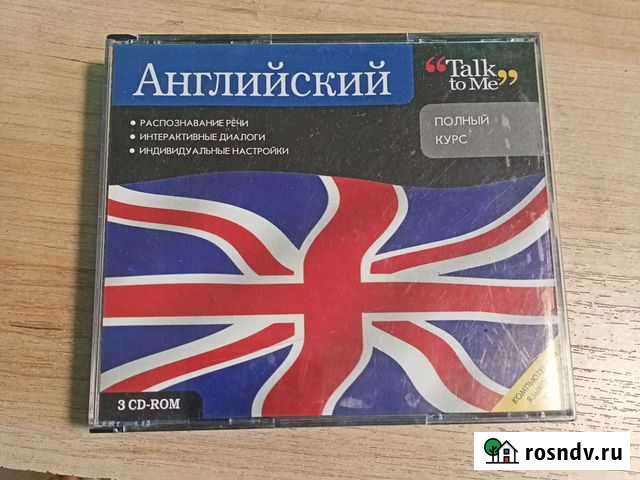 Английский
“Talk
to Me”
• РАСПОЗНАВАНИЕ РЕЧИ
• ИНТЕРАКТИВНЫЕ ДИАЛОГИ
• ИНДИВИДУАЛЬНЫЕ НАСТРОЙКИ
ПОЛНЫЙ
КУРС
3 CD-ROM
rosndv.ru